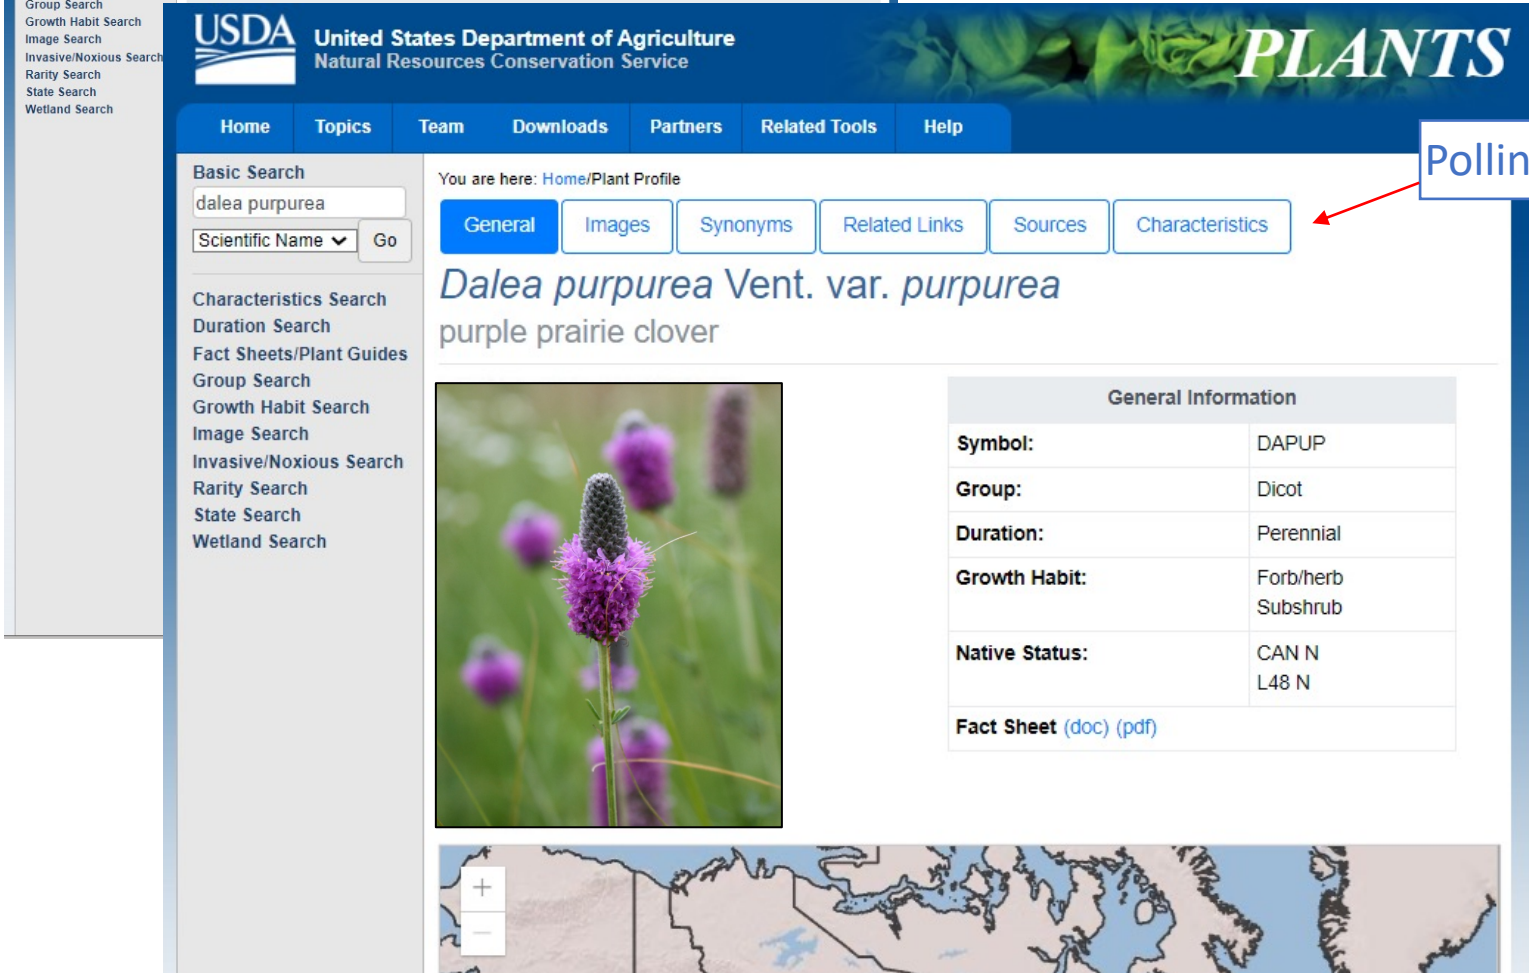 Group Search
Growth Habit Search
Image Search
Invasive/Noxious Search
Rarity Search
State Search
Wetland Search
USDA
United States Department of Agriculture
Natural Resources Conservation Service
PLANTS
Home Topics Team Downloads Partners Related Tools Help
Basic Search
dalea purpurea
Scientific Name Go
Characteristics Search
Duration Search
Fact Sheets/Plant Guides
Group Search
Growth Habit Search
Image Search
Invasive/Noxious Search
Rarity Search
State Search
Wetland Search
You are here: Home/Plant Profile
Pollin
General Images Synonyms Related Links Sources Characteristics
Dalea purpurea Vent. var. purpurea
purple prairie clover
General Information
Symbol: DAPUP
Group: Dicot
Duration: Perennial
Growth Habit: Forb/herb
Subshrub
Native Status: CAN N
L48 N
Fact Sheet (doc) (pdf)
+
−